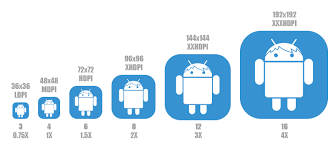 36x36
LDPI
48x48
MDPI
72x72
HDPI
96x96
XHDPI
144x144
XXHDPI
192x192
XXXHDPI
3
0.75X
4
1X
6
1.5X
8
2X
12
3X
16
4X